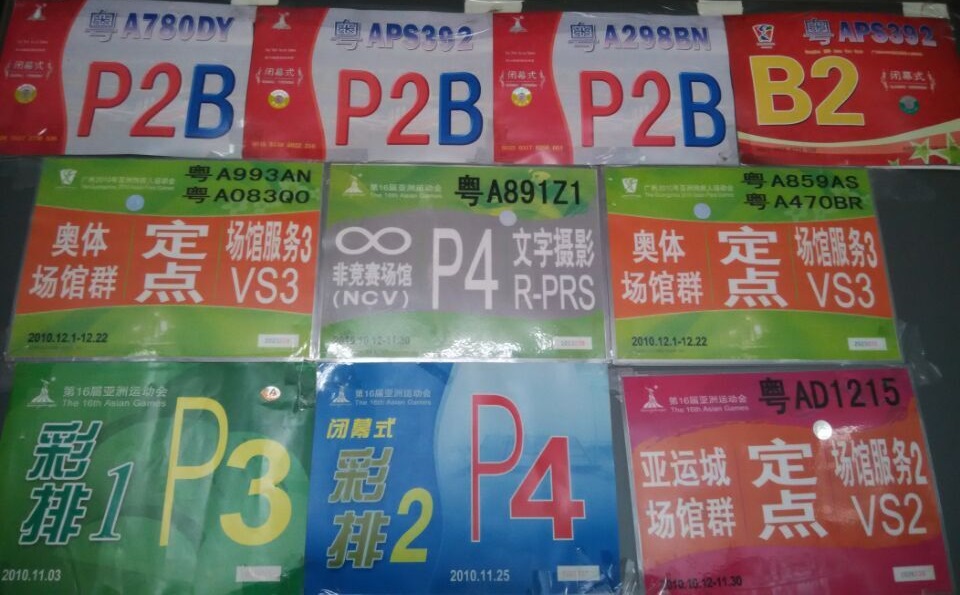 粤A780DY
闭幕式
P2B
粤APS392
闭幕式
P2B
粤A298BN
闭幕式
P2B
粤APS392
B2
闭幕式
粤A993AN
粤A083Q0
奥体
场馆群
定点
场馆服务3
VS3
2010.12.1-12.22
第16届亚洲运动会
The 16th Asian Games
粤A891Z1
非竞赛场馆
(NCV)
P4
文字摄影
R-PRS
2010.10.12-11.30
粤A859AS
粤A470BR
奥体
场馆群
定点
场馆服务3
VS3
2010.12.1-12.22
第16届亚洲运动会
The 16th Asian Games
彩排1
P3
2010.11.03
第16届亚洲运动会
The 16th Asian Games
闭幕式
彩排2
P4
2010.11.25
第16届亚洲运动会
The 16th Asian Games
粤AD1215
亚运城
场馆群
定点
场馆服务2
VS2
2010.10.12-11.30